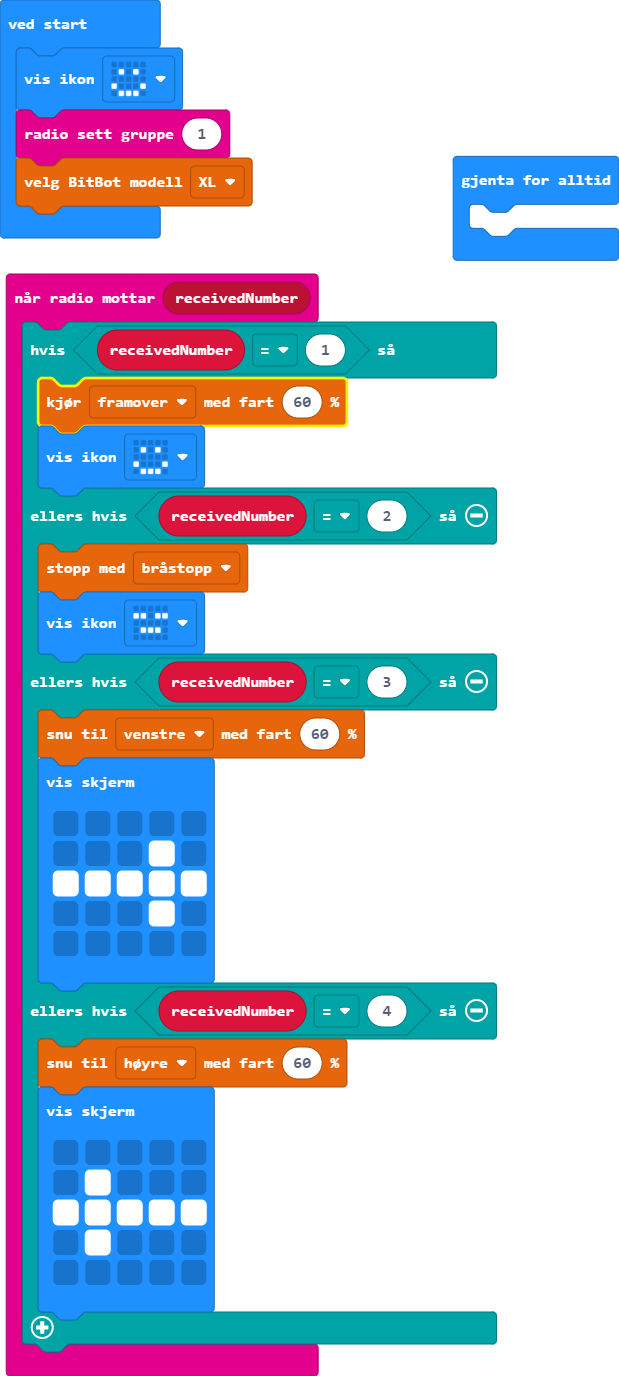 ved start
vis ikon
radio sett gruppe 1
velg BitBot modell XL
gjenta for alltid
når radio mottar receivedNumber
hvis receivedNumber = 1 så
kjør framover med fart 60 %
vis ikon
ellers hvis receivedNumber = 2 så
stopp med bråstopp
vis ikon
ellers hvis receivedNumber = 3 så
snu til venstre med fart 60 %
vis skjerm
ellers hvis receivedNumber = 4 så
snu til høyre med fart 60 %
vis skjerm